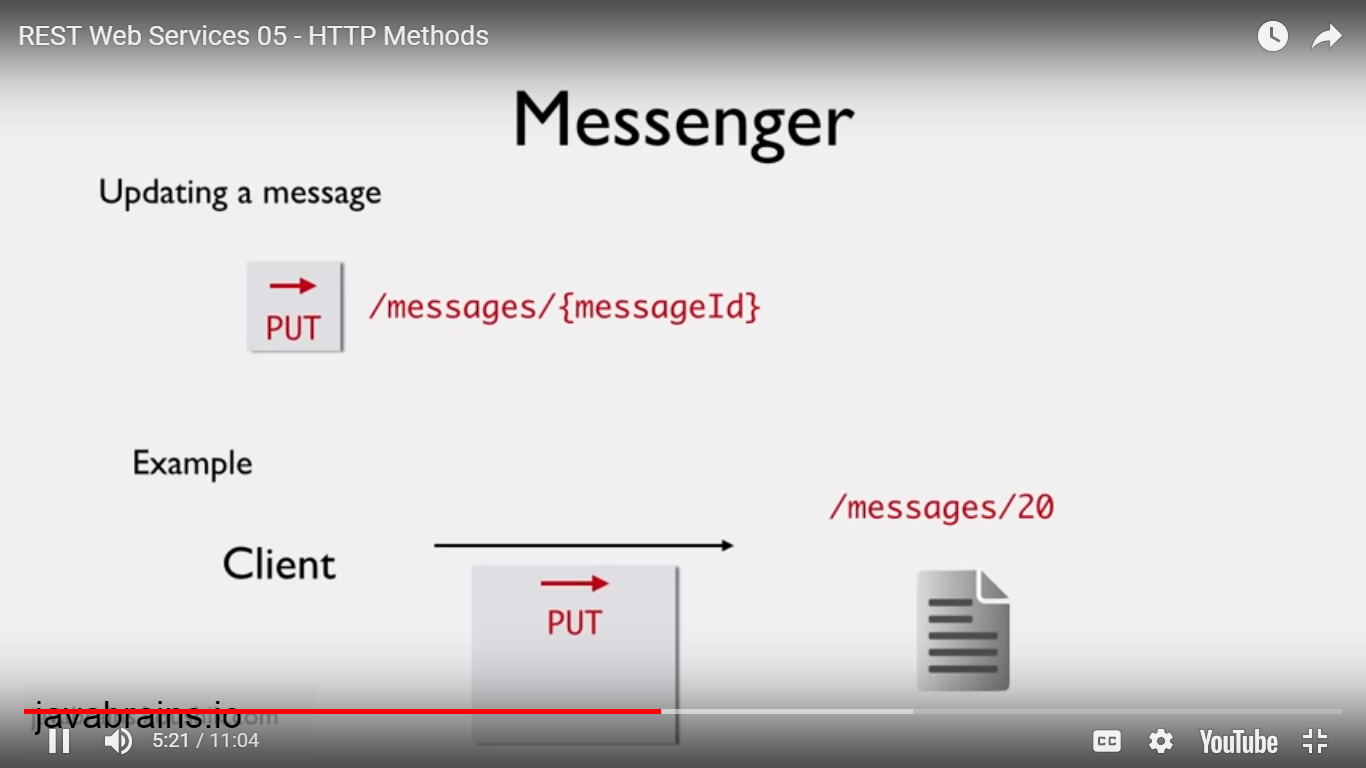 REST Web Services 05 - HTTP Methods
Messenger
Updating a message
PUT
/messages/{messageId}
Example
/messages/20
Client
PUT
javabrains.io
5:21 / 11:04
CC
YouTube